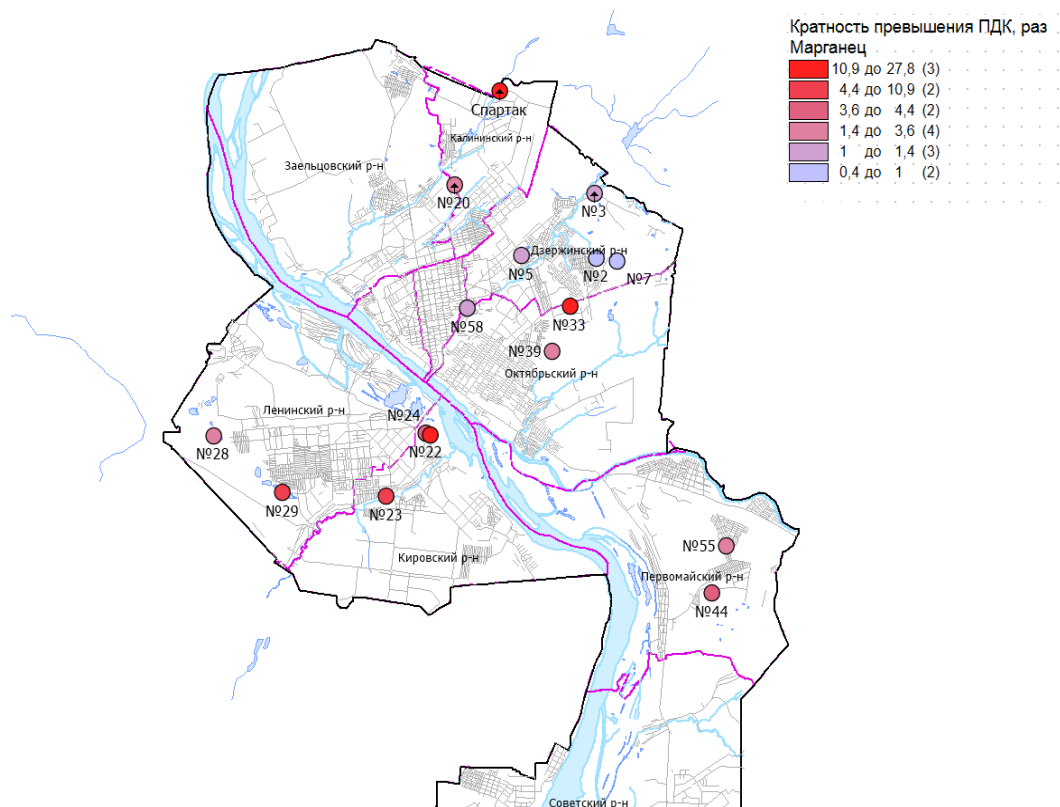 Кратность превышения ПДК, раз
Марганец
10,9 до 27,8 (3)
4,4 до 10,9 (2)
3,6 до 4,4 (2)
1,4 до 3,6 (4)
1 до 1,4 (3)
0,4 до 1 (2)
Спартак
Калининский р-н
Заельцовский р-н
№20
№3
Дзержинский р-н
№5
№2
№7
№58
№33
№39
Октябрьский р-н
Ленинский р-н
№24
№28
№22
№29
№23
Кировский р-н
№55
Первомайский р-н
№44
Советский р-н